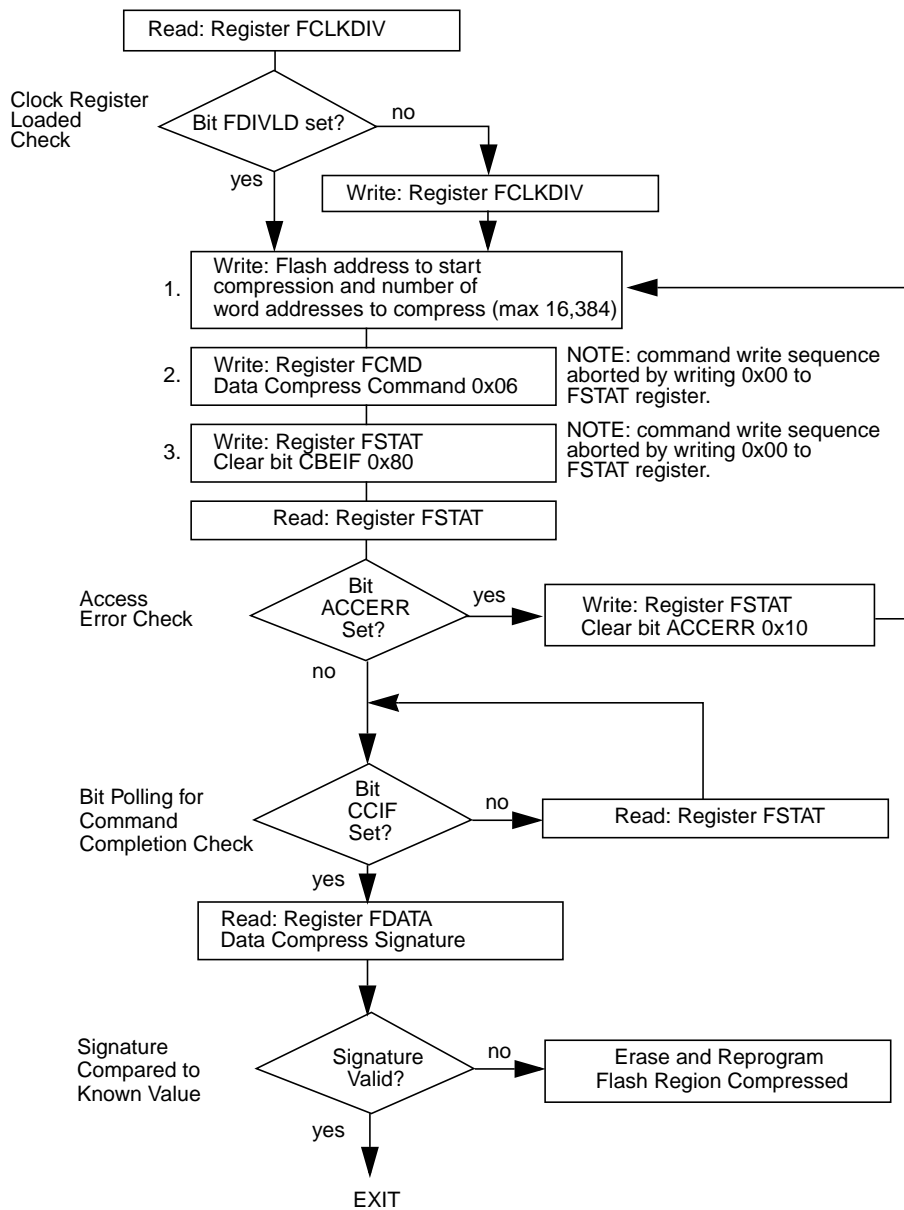 Read: Register FCLKDIV
Clock Register
Loaded
Check
Bit FDIVLD set?
no
yes
Write: Register FCLKDIV
1.
Write: Flash address to start
compression and number of
word addresses to compress (max 16,384)
2.
Write: Register FCMD
Data Compress Command 0x06
NOTE: command write sequence
aborted by writing 0x00 to
FSTAT register.
3.
Write: Register FSTAT
Clear bit CBEIF 0x80
NOTE: command write sequence
aborted by writing 0x00 to
FSTAT register.
Read: Register FSTAT
Access
Error Check
Bit
ACCERR
Set?
yes
Write: Register FSTAT
Clear bit ACCERR 0x10
no
Bit Polling for
Command
Completion Check
Bit
CCIF
Set?
no
Read: Register FSTAT
yes
Read: Register FDATA
Data Compress Signature
Signature
Compared to
Known Value
Signature
Valid?
no
Erase and Reprogram
Flash Region Compressed
yes
EXIT